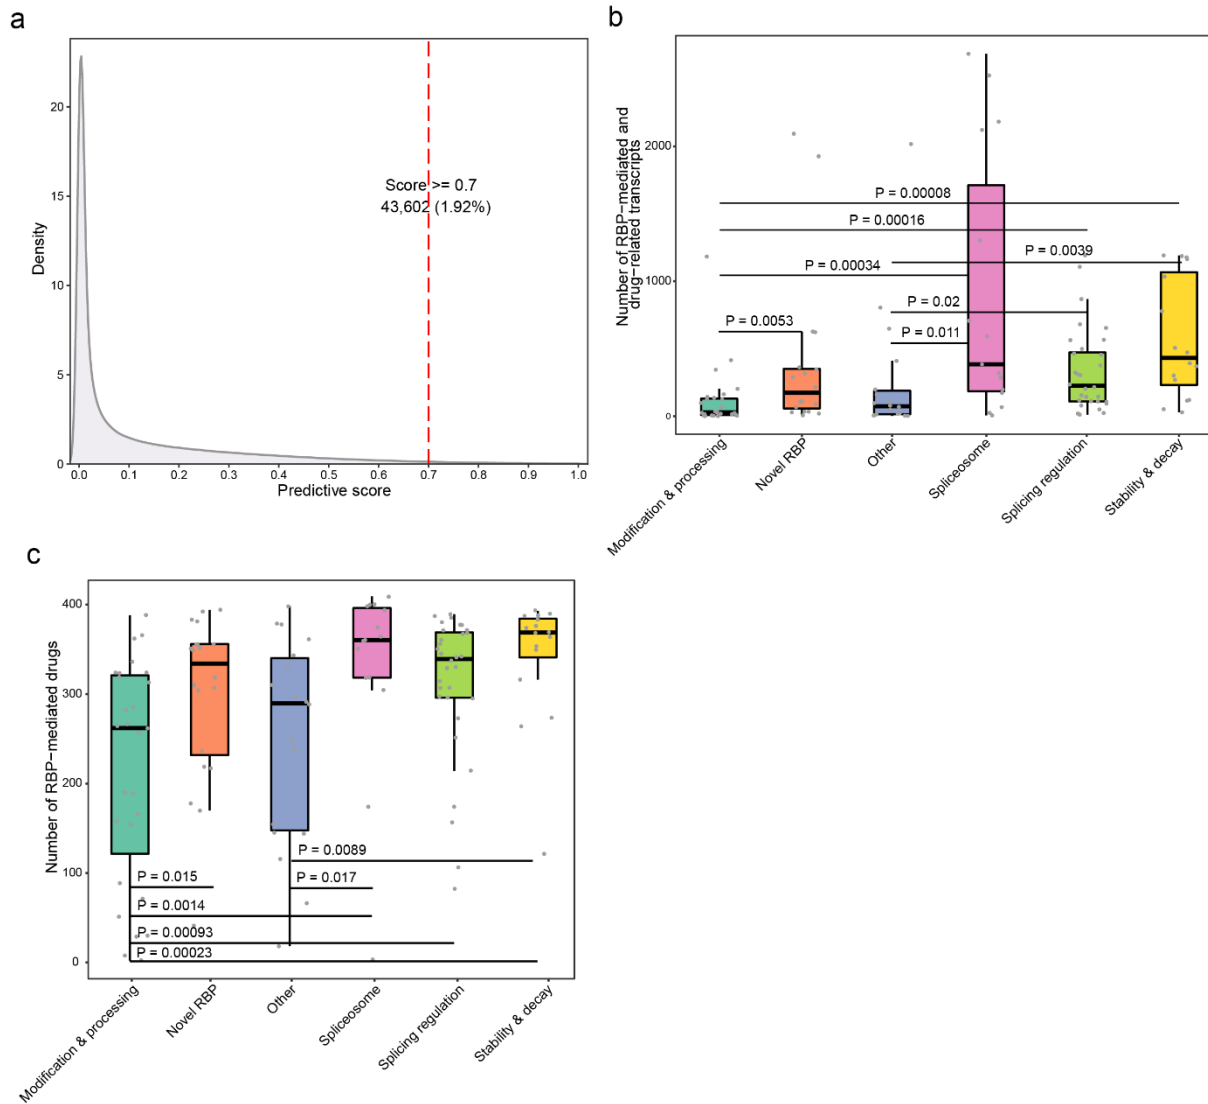 a
Density
20
15
10
5
0
Score >= 0.7
43,602 (1.92%)
0.0 0.1 0.2 0.3 0.4 0.5 0.6 0.7 0.8 0.9 1.0
Predictive score
b
Number of RBP−mediated and
drug−related transcripts
2000
1000
0
P = 0.00008
P = 0.00016
P = 0.0039
P = 0.00034
P = 0.02
P = 0.0053
P = 0.011
Modification & processing
Novel RBP
Other
Spliceosome
Splicing regulation
Stability & decay
c
Number of RBP−mediated drugs
400
300
200
100
0
P = 0.0089
P = 0.015
P = 0.017
P = 0.0014
P = 0.00093
P = 0.00023
Modification & processing
Novel RBP
Other
Spliceosome
Splicing regulation
Stability & decay